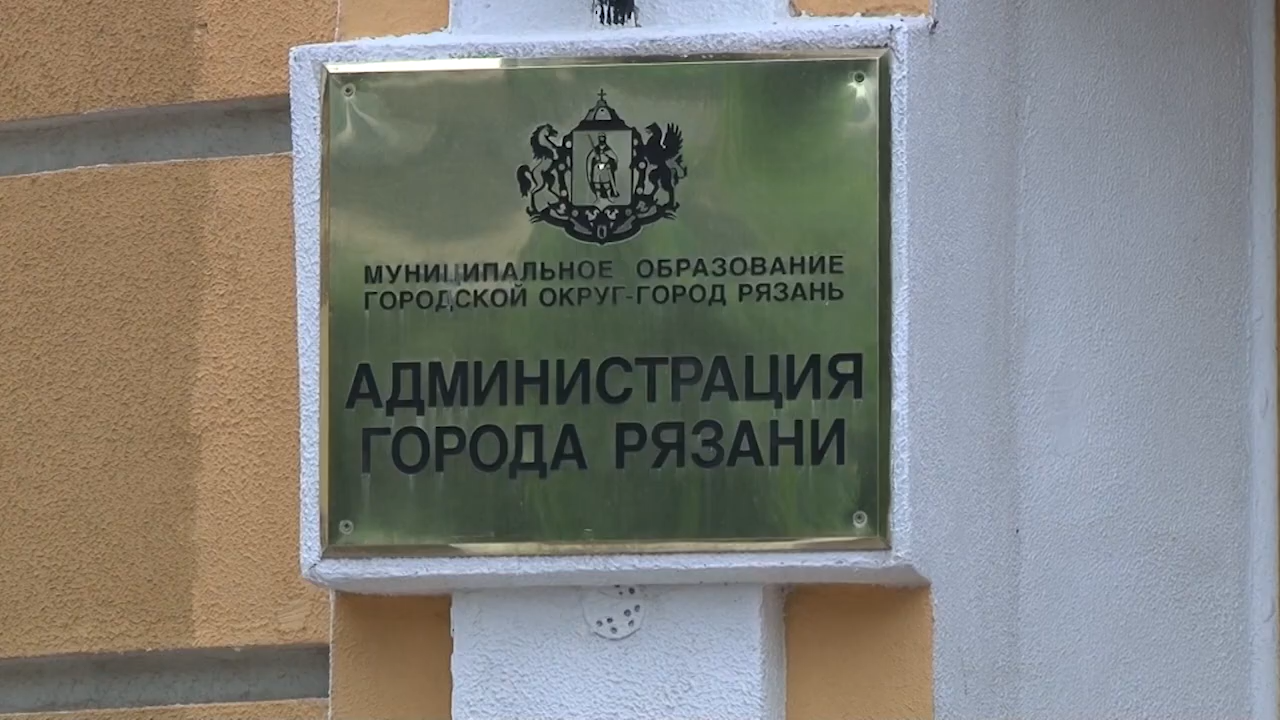 МУНИЦИПАЛЬНОЕ ОБРАЗОВАНИЕ
ГОРОДСКОЙ ОКРУГ-ГОРОД РЯЗАНЬ
АДМИНИСТРАЦИЯ
ГОРОДА РЯЗАНИ